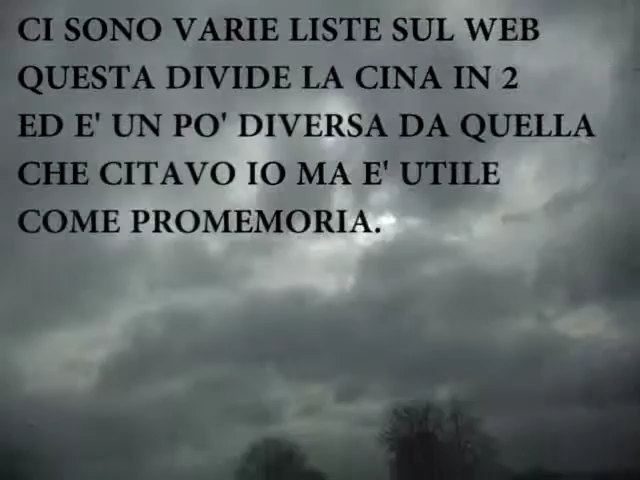 CI SONO VARIE LISTE SUL WEB
QUESTA DIVIDE LA CINA IN 2
ED E' UN PO' DIVERSA DA QUELLA
CHE CITAVO IO MA E' UTILE
COME PROMEMORIA.